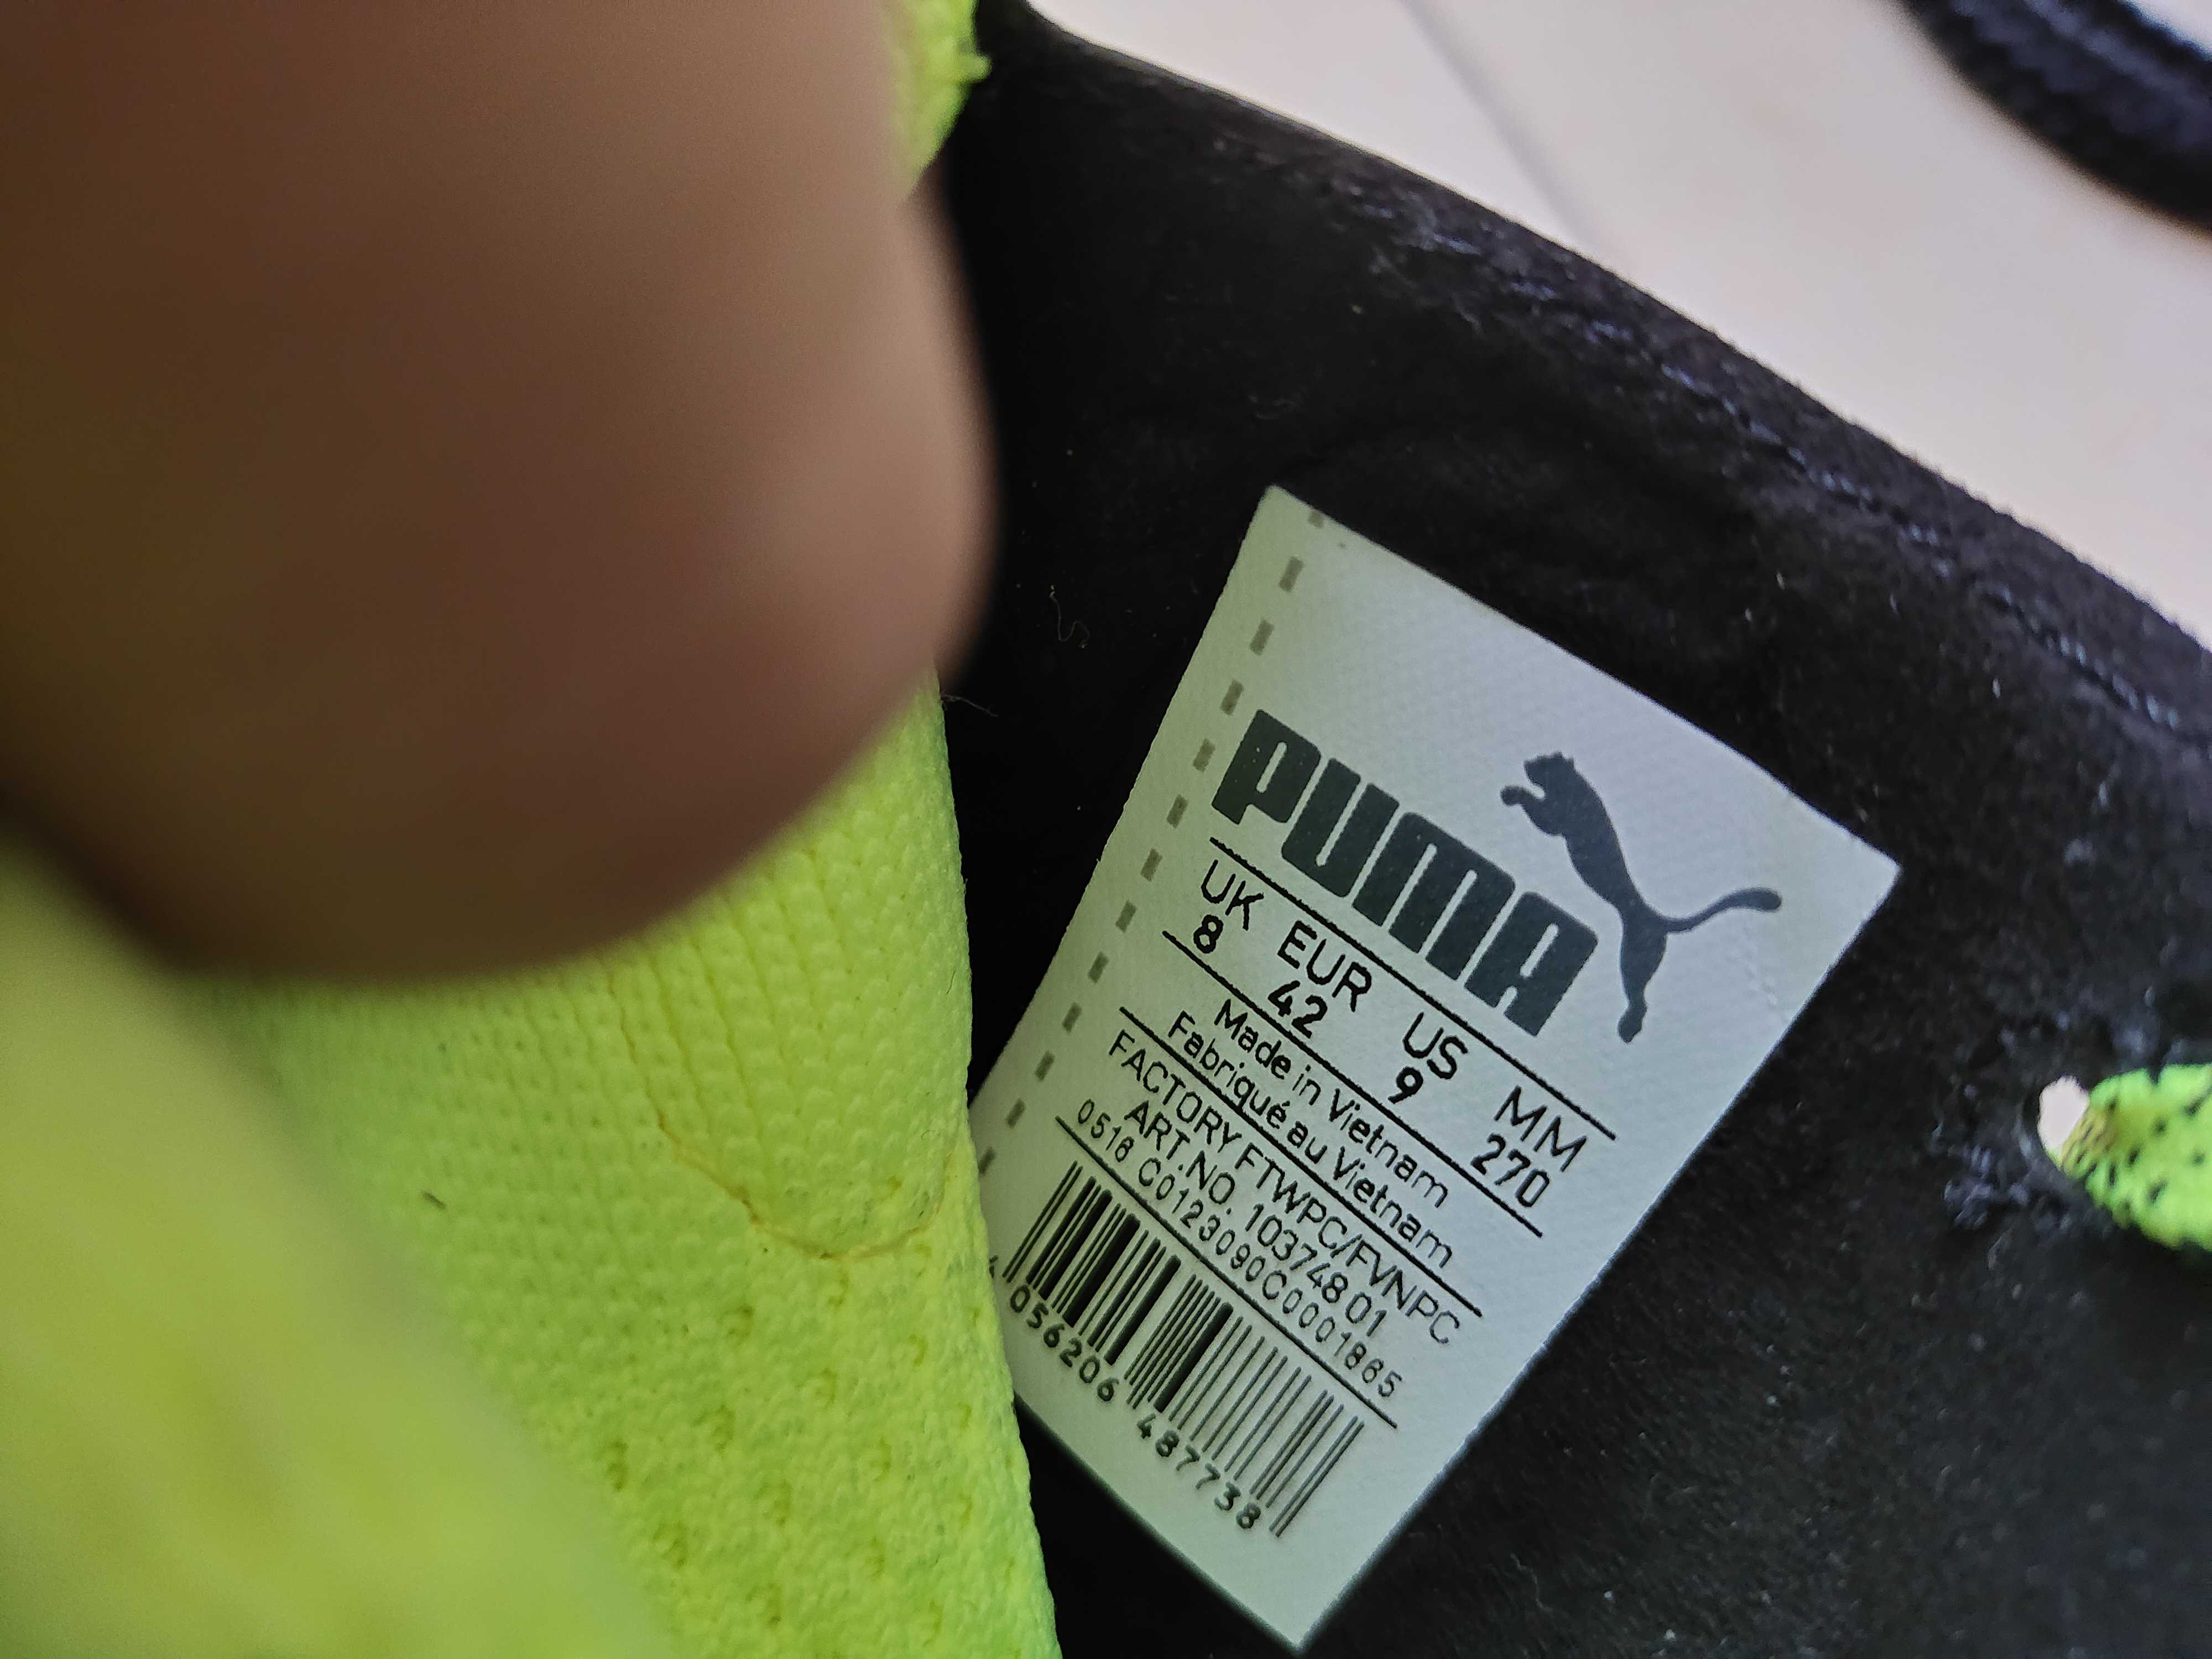 PUMA
UK EUR US MM
8 42 9 270
Made in Vietnam
Fabriqué au Vietnam
FACTORY FTWPC/FVNPC
ART.NO. 103748 01
0516 C0123090C0001865
4 056206 487738